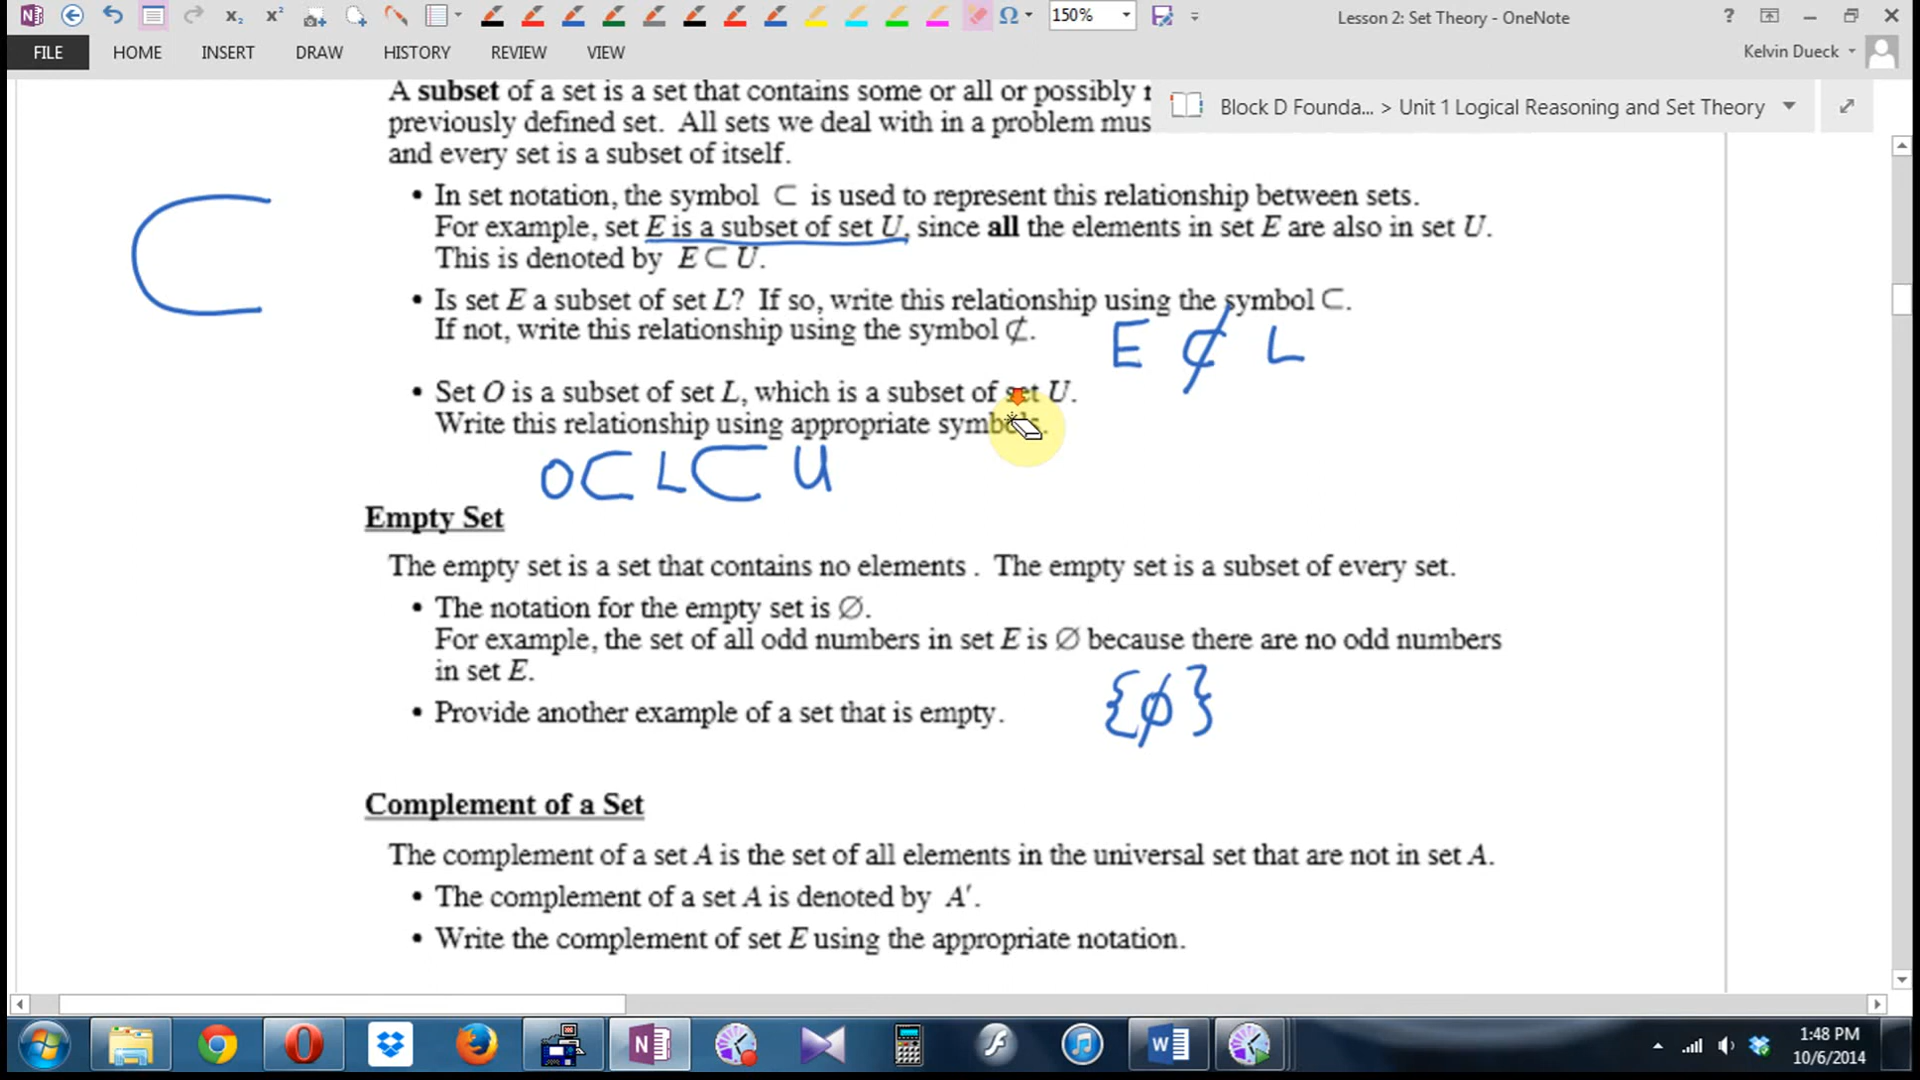 x₂ x² Ω 150% Lesson 2: Set Theory - OneNote ?
FILE HOME INSERT DRAW HISTORY REVIEW VIEW Kelvin Dueck
Block D Founda... > Unit 1 Logical Reasoning and Set Theory
A subset of a set is a set that contains some or all or possibly
previously defined set. All sets we deal with in a problem
and every set is a subset of itself.
• In set notation, the symbol ⊂ is used to represent this relationship between sets.
For example, set E is a subset of set U, since all the elements in set E are also in set U.
This is denoted by E ⊂ U.
• Is set E a subset of set L? If so, write this relationship using the symbol ⊂.
If not, write this relationship using the symbol ⊄.
E ⊄ L
• Set O is a subset of set L, which is a subset of set U.
Write this relationship using appropriate symbols.
O ⊂ L ⊂ U
⊂
Empty Set
The empty set is a set that contains no elements . The empty set is a subset of every set.
• The notation for the empty set is ∅.
For example, the set of all odd numbers in set E is ∅ because there are no odd numbers
in set E.
• Provide another example of a set that is empty.
{∅}
Complement of a Set
The complement of a set A is the set of all elements in the universal set that are not in set A.
• The complement of a set A is denoted by A′.
• Write the complement of set E using the appropriate notation.
1:48 PM
10/6/2014